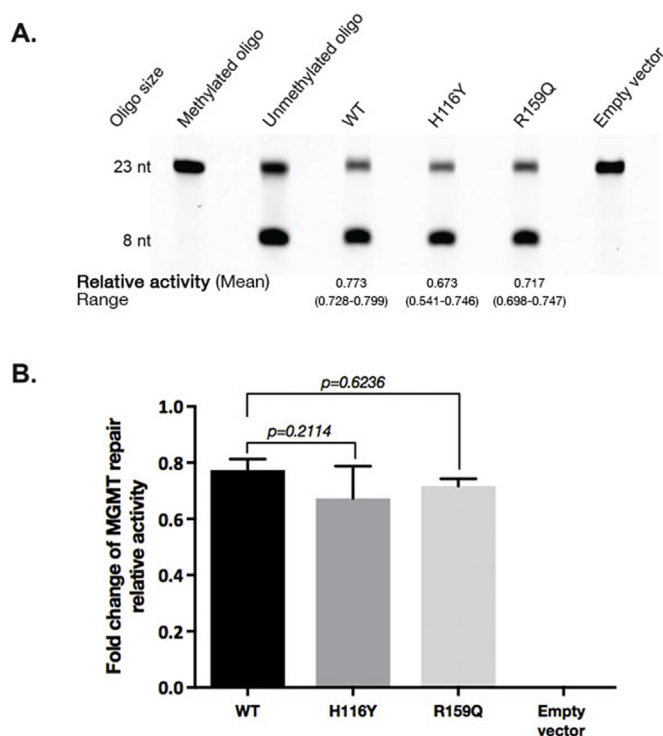 A.
Oligo size
Methylated oligo
Unmethylated oligo
WT
H116Y
R159Q
Empty vector
23 nt
8 nt
Relative activity (Mean) 0.773 0.673 0.717
Range (0.728-0.799) (0.541-0.746) (0.698-0.747)
B.
p=0.6236
p=0.2114
Fold change of MGMT repair
relative activity
1.0
0.8
0.6
0.4
0.2
0.0
WT H116Y R159Q Empty
vector